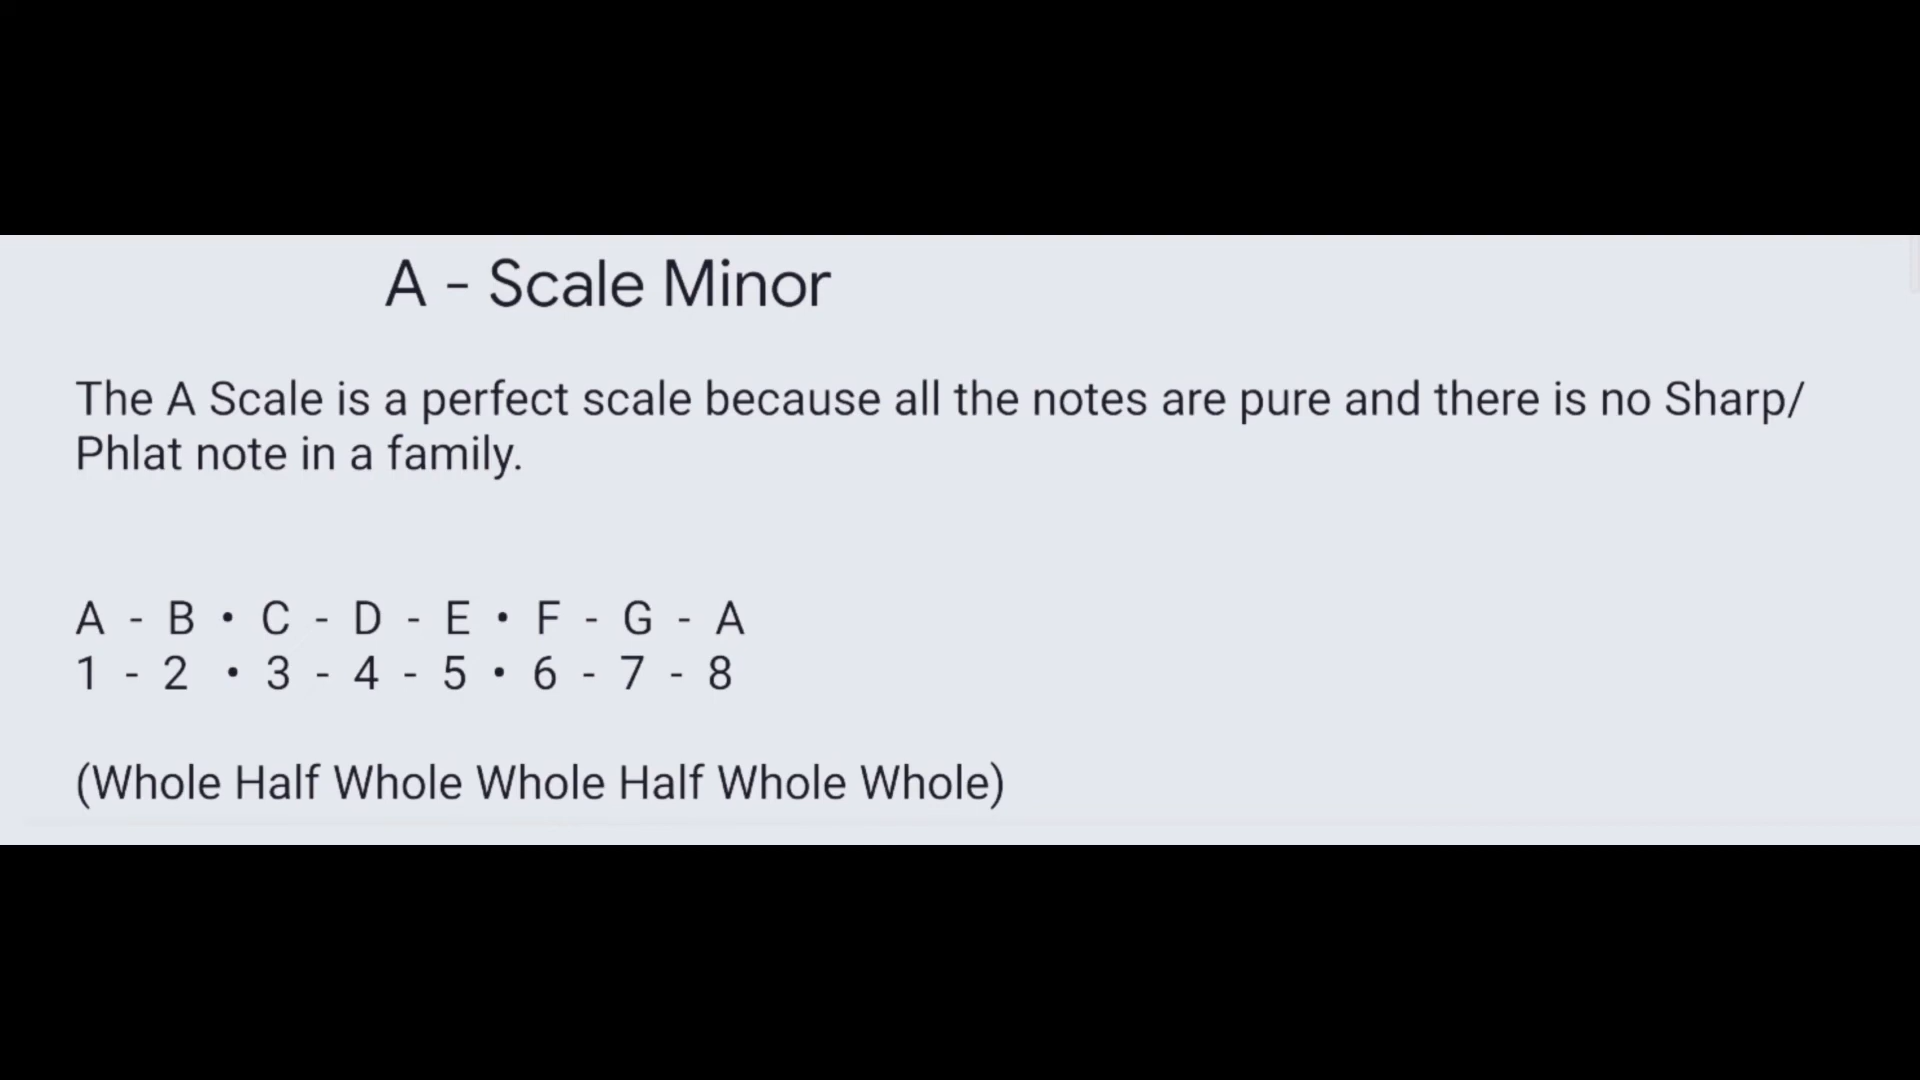 A - Scale Minor
The A Scale is a perfect scale because all the notes are pure and there is no Sharp/
Phlat note in a family.
A - B • C - D - E • F - G - A
1 - 2 • 3 - 4 - 5 • 6 - 7 - 8
(Whole Half Whole Whole Half Whole Whole)